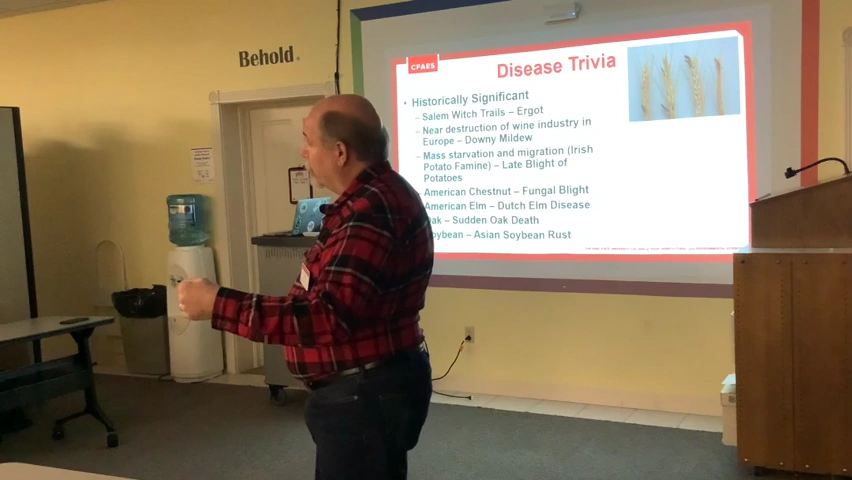 Behold.
CFAES
Disease Trivia
• Historically Significant
– Salem Witch Trails – Ergot
– Near destruction of wine industry in
Europe – Downy Mildew
– Mass starvation and migration (Irish
Potato Famine) – Late Blight of
Potatoes
– American Chestnut – Fungal Blight
American Elm – Dutch Elm Disease
Oak – Sudden Oak Death
oybean – Asian Soybean Rust